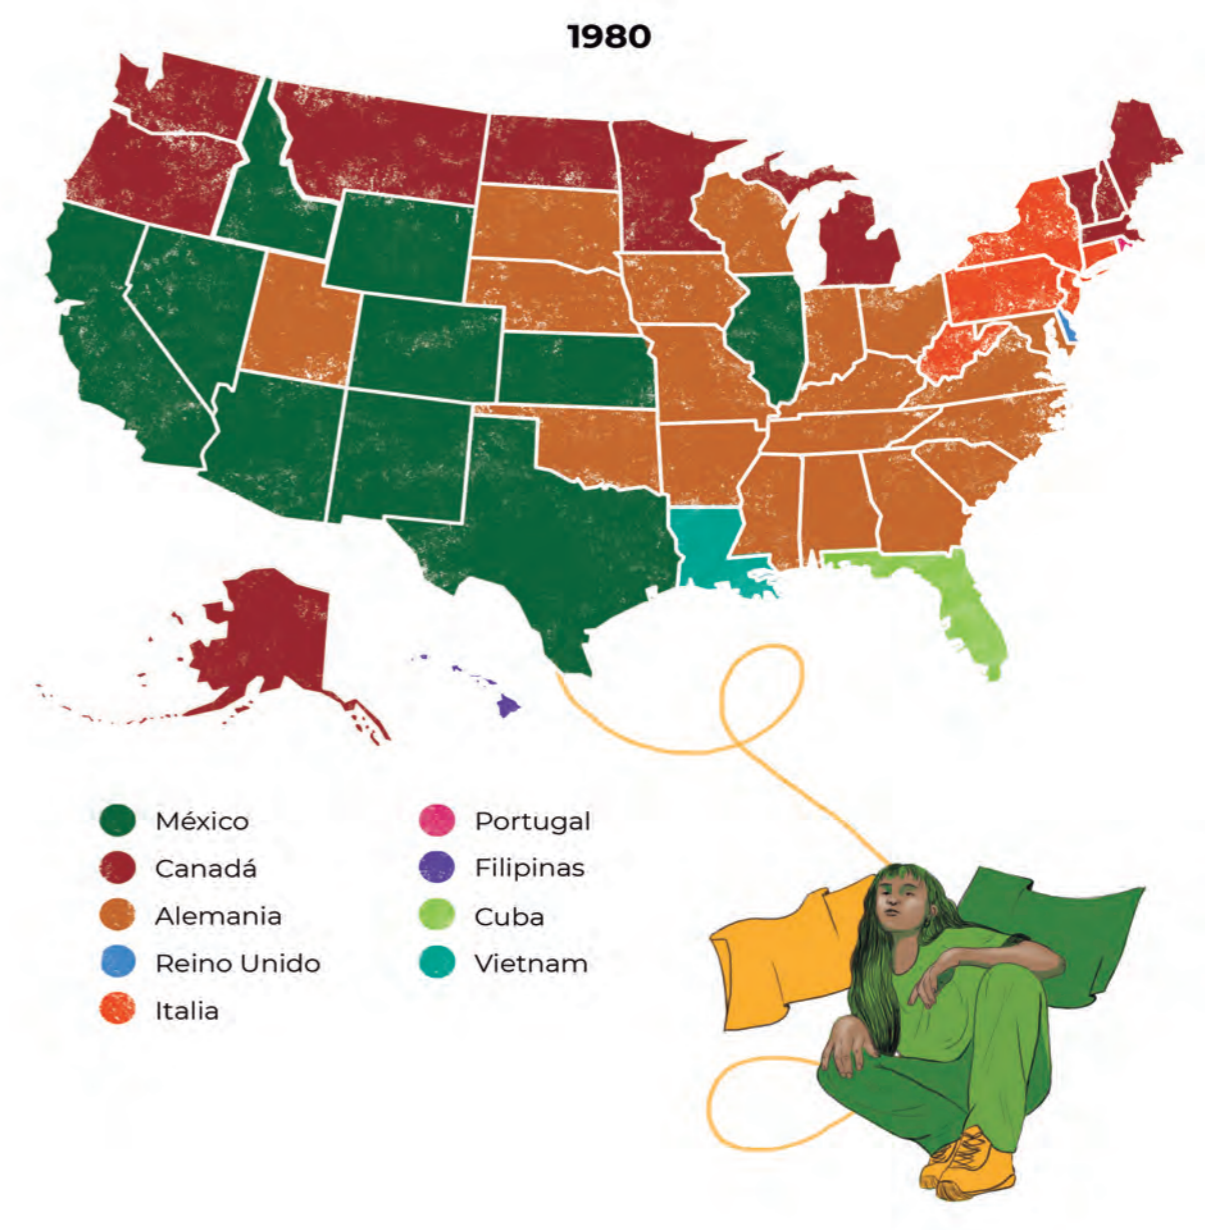 1980
México
Canadá
Alemania
Reino Unido
Italia
Portugal
Filipinas
Cuba
Vietnam